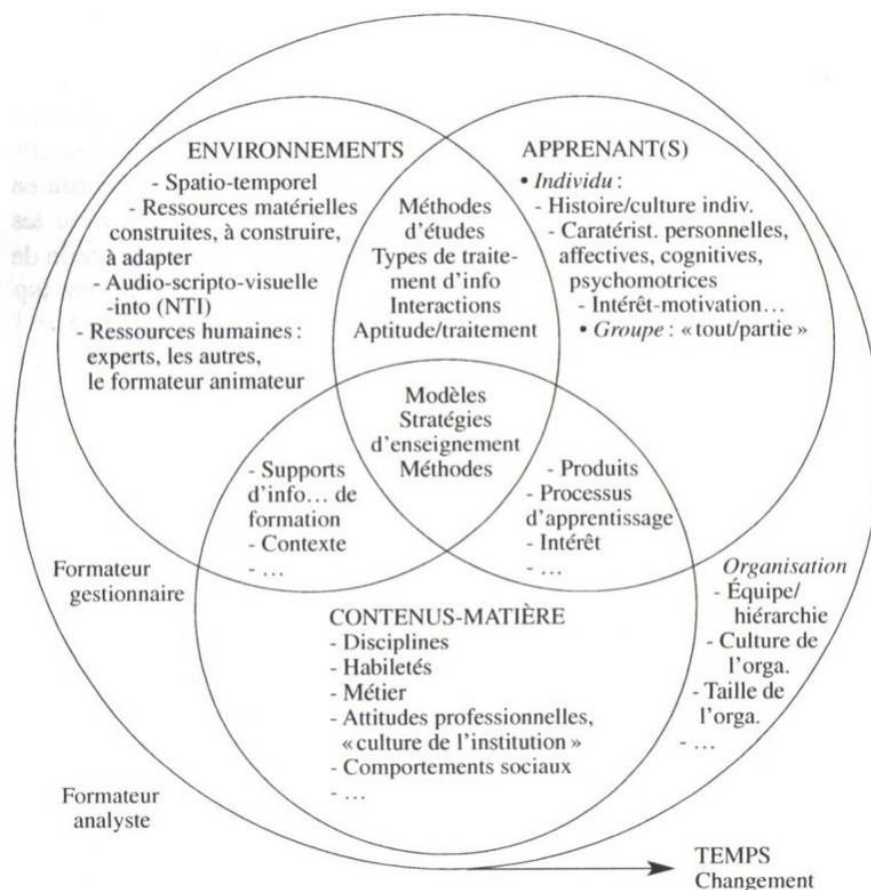 ENVIRONNEMENTS
- Spatio-temporel
- Ressources matérielles
construites, à construire,
à adapter
- Audio-scripto-visuelle
-into (NTI)
- Ressources humaines :
experts, les autres,
le formateur animateur
Méthodes
d'études
Types de traite-
ment d'info
Interactions
Aptitude/traitement
APPRENANT(S)
• Individu :
- Histoire/culture indiv.
- Caratérist. personnelles,
affectives, cognitives,
psychomotrices
- Intérêt-motivation…
• Groupe : « tout/partie »
Modèles
Stratégies
d'enseignement
Méthodes
- Supports
d'info… de
formation
- Contexte
- …
- Produits
- Processus
d'apprentissage
- Intérêt
- …
Formateur
gestionnaire
CONTENUS-MATIÈRE
- Disciplines
- Habiletés
- Métier
- Attitudes professionnelles,
« culture de l'institution »
- Comportements sociaux
- …
Organisation
- Équipe/
hiérarchie
- Culture de
l'orga.
- Taille de
l'orga.
- …
Formateur
analyste
TEMPS
Changement